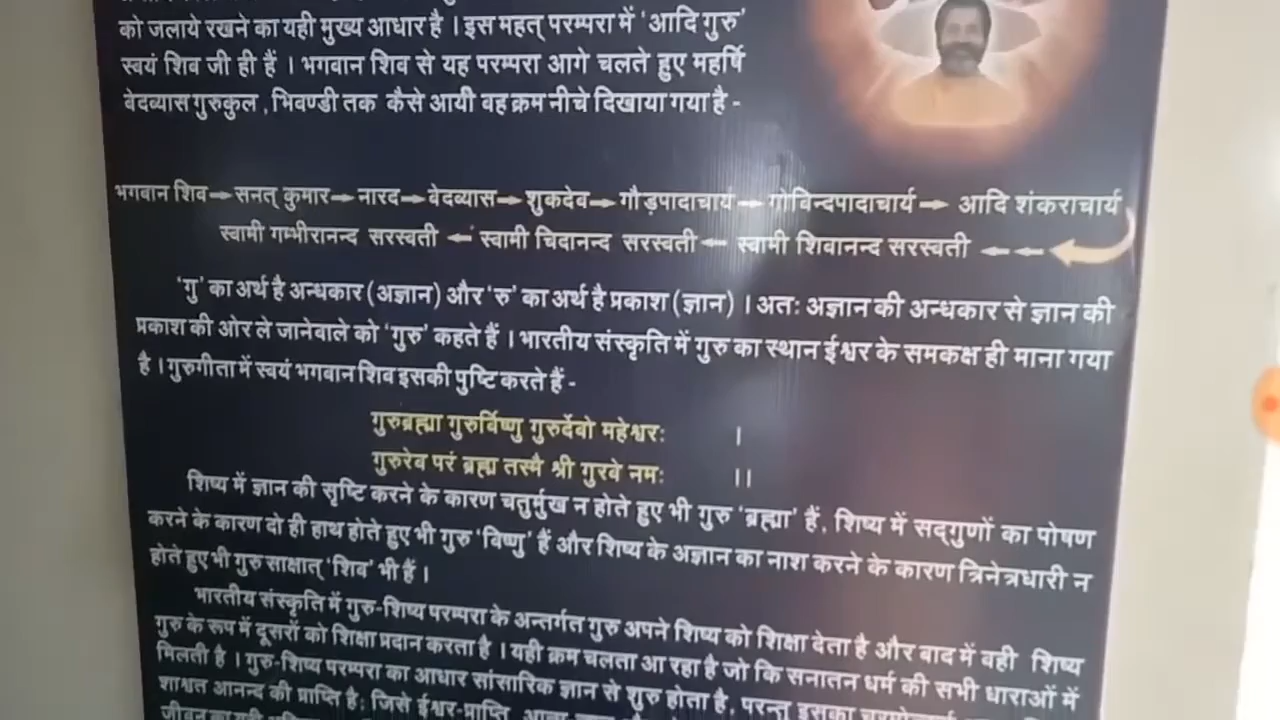 को जलाये रखने का यही मुख्य आधार है । इस महत् परम्परा में 'आदि गुरु'
स्वयं शिव जी ही हैं । भगवान शिव से यह परम्परा आगे चलते हुए महर्षि
वेदव्यास गुरुकुल , भिवण्डी तक कैसे आयी वह क्रम नीचे दिखाया गया है -
भगवान शिव→सनत् कुमार→नारद→वेदव्यास→शुकदेव→गौड़पादाचार्य→गोविन्दपादाचार्य→ आदि शंकराचार्य
स्वामी गम्भीरानन्द सरस्वती ← स्वामी चिदानन्द सरस्वती ← स्वामी शिवानन्द सरस्वती ← ←
'गु' का अर्थ है अन्धकार (अज्ञान) और 'रु' का अर्थ है प्रकाश (ज्ञान) । अतः अज्ञान की अन्धकार से ज्ञान की
प्रकाश की ओर ले जानेवाले को 'गुरु' कहते हैं । भारतीय संस्कृति में गुरु का स्थान ईश्वर के समकक्ष ही माना गया
है । गुरुगीता में स्वयं भगवान शिव इसकी पुष्टि करते हैं -
गुरुब्रह्मा गुरुर्विष्णु गुरुर्देवो महेश्वरः ।
गुरुरेव परं ब्रह्म तस्मै श्री गुरवे नमः ।।
शिष्य में ज्ञान की सृष्टि करने के कारण चतुर्मुख न होते हुए भी गुरु 'ब्रह्मा' हैं, शिष्य में सद्गुणों का पोषण
करने के कारण दो ही हाथ होते हुए भी गुरु 'विष्णु' हैं और शिष्य के अज्ञान का नाश करने के कारण त्रिनेत्रधारी न
होते हुए भी गुरु साक्षात् 'शिव' भी हैं ।
भारतीय संस्कृति में गुरु-शिष्य परम्परा के अन्तर्गत गुरु अपने शिष्य को शिक्षा देता है और बाद में वही शिष्य
गुरु के रूप में दूसरों को शिक्षा प्रदान करता है । यही क्रम चलता आ रहा है जो कि सनातन धर्म की सभी धाराओं में
मिलती है । गुरु-शिष्य परम्परा का आधार सांसारिक ज्ञान से शुरु होता है, परन्तु इसका
शाश्वत आनन्द की प्राप्ति है; जिसे ईश्वर-प्राप्ति,